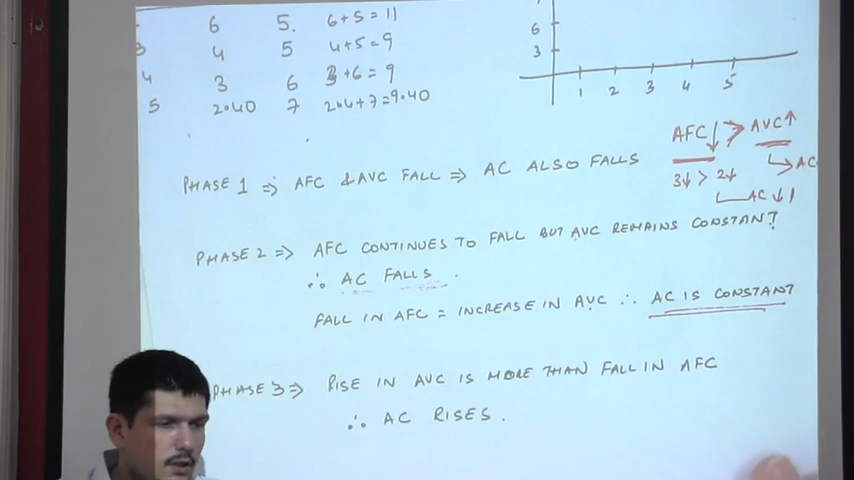 6 5. 6+5=11
3 4 5 4+5=9
4 3 6 3+6=9
5 2.40 7 2.4+7=9.40
6
3
1 2 3 4 5
AFC↓ > AVC↑
3↓ > 2↓ → AC
AC↓
PHASE 1 ⇒ AFC & AVC FALL ⇒ AC ALSO FALLS
PHASE 2 ⇒ AFC CONTINUES TO FALL BUT AVC REMAINS CONSTANT
∴ AC FALLS.
FALL IN AFC = INCREASE IN AVC ∴ AC IS CONSTANT
PHASE 3 ⇒ RISE IN AVC IS MORE THAN FALL IN AFC
∴ AC RISES.